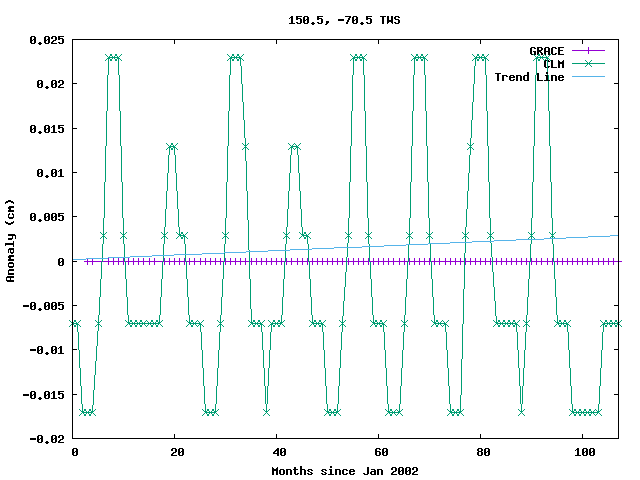 150.5, -70.5 TWS
0.025
0.02
0.015
0.01
0.005
0
-0.005
-0.01
-0.015
-0.02
Anomaly (cm)
GRACE
CLM
Trend Line
0 20 40 60 80 100
Months since Jan 2002